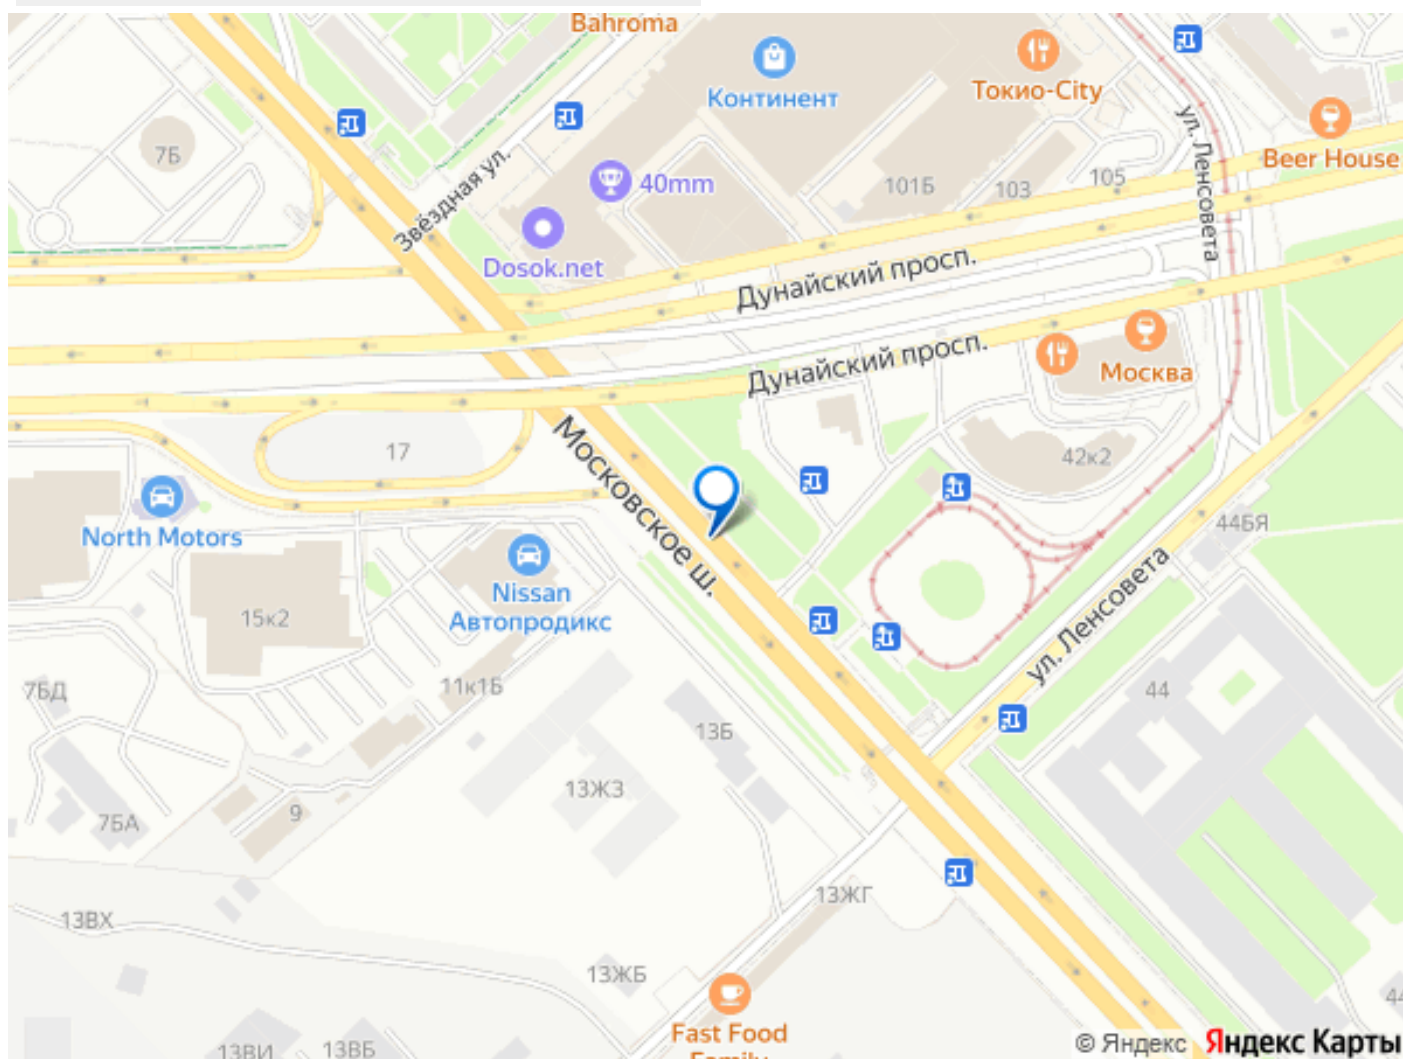 Bahroma
Континент
Токио-City
ул. Ленсовета
Beer House
7Б
Звёздная ул.
40mm
101Б
103
105
Dosok.net
Дунайский просп.
Дунайский просп.
Москва
17
Московское ш.
42к2
North Motors
44БЯ
Nissan
Автопродикс
15к2
ул. Ленсовета
7БД
11к1Б
13Б
44
13ЖЗ
9
7БА
13ВХ
13ЖГ
13ЖБ
Fast Food
Family
13ВИ
13ВБ
44
© Яндекс Яндекс Карты